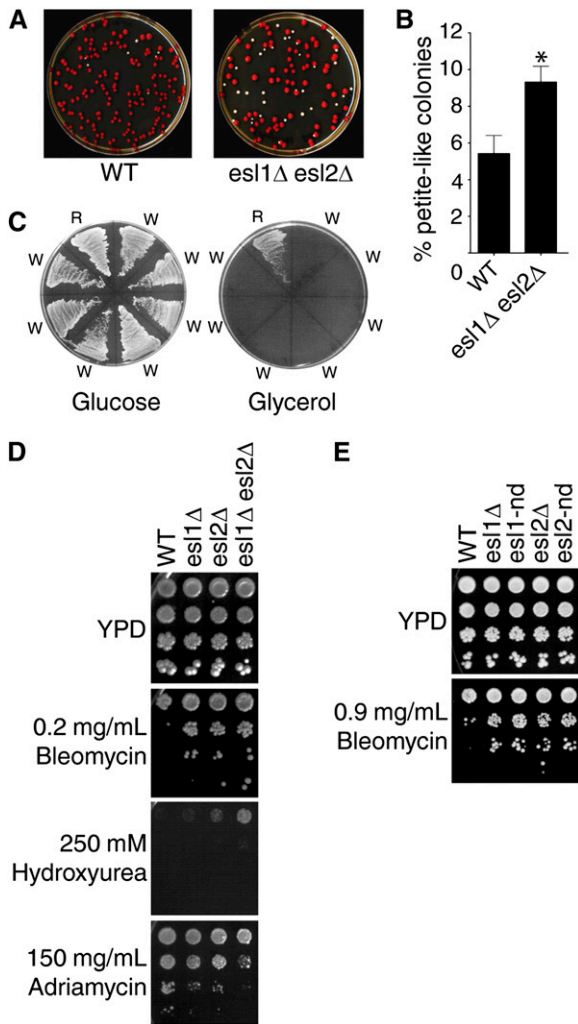 A
WT
esl1Δ esl2Δ
B
% petite-like colonies
12
10
8
6
4
2
0
*
WT
esl1Δ esl2Δ
C
R
W
W
W
W
W
W
W
Glucose
R
W
W
W
W
W
W
W
Glycerol
D
WT
esl1Δ
esl2Δ
esl1Δ esl2Δ
YPD
0.2 mg/mL
Bleomycin
250 mM
Hydroxyurea
150 mg/mL
Adriamycin
E
WT
esl1Δ
esl1-nd
esl2Δ
esl2-nd
YPD
0.9 mg/mL
Bleomycin